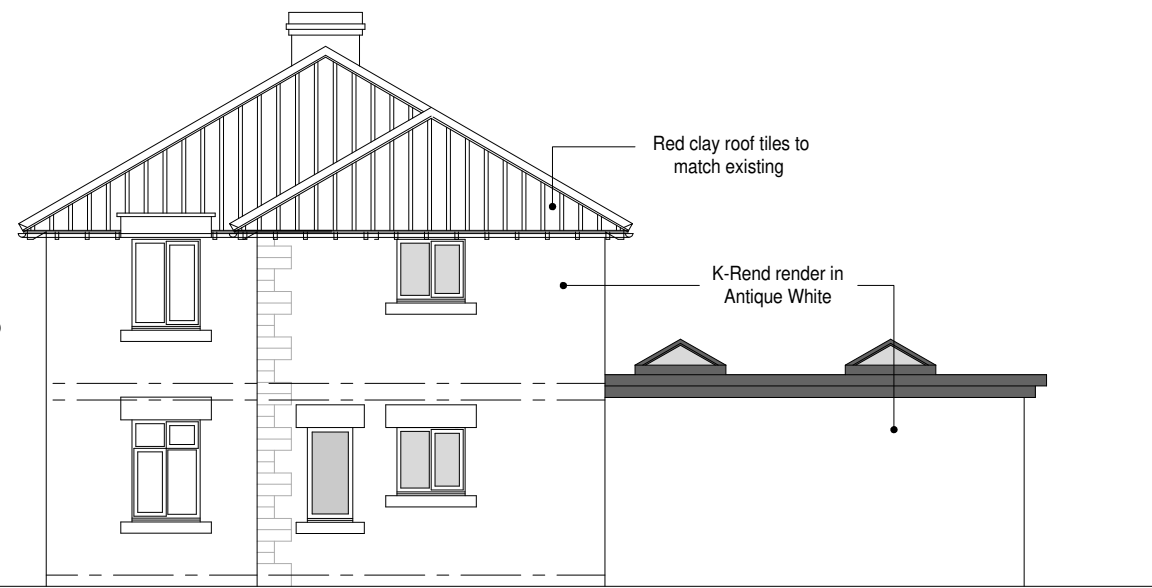 Red clay roof tiles to
match existing
K-Rend render in
Antique White